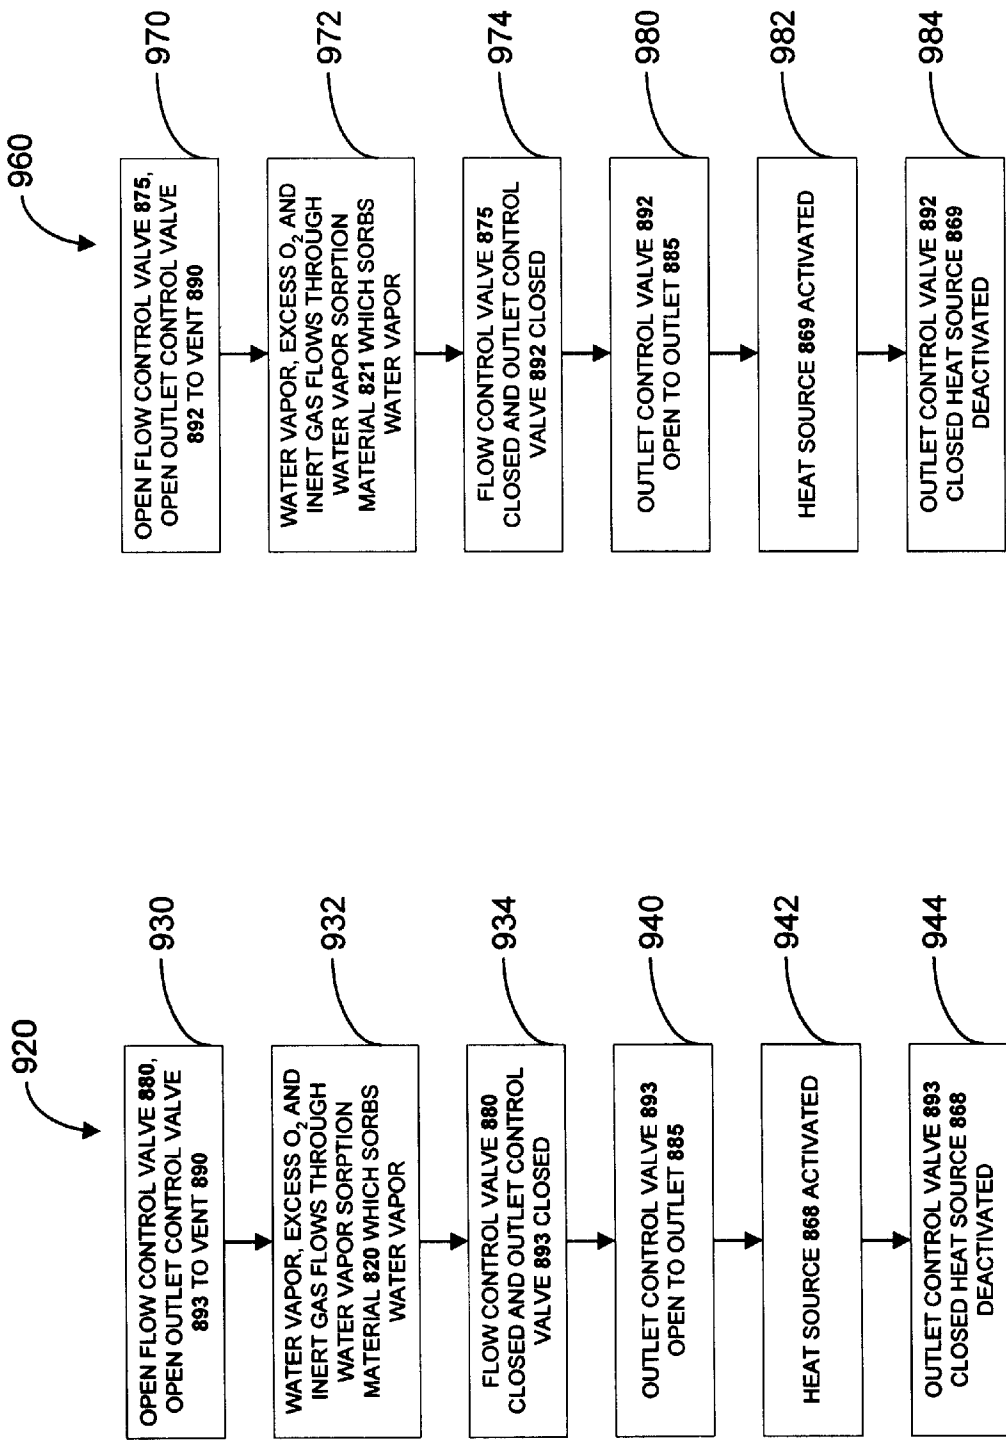 920
OPEN FLOW CONTROL VALVE 880,
OPEN OUTLET CONTROL VALVE
893 TO VENT 890
930
WATER VAPOR, EXCESS O2 AND
INERT GAS FLOWS THROUGH
WATER VAPOR SORPTION
MATERIAL 820 WHICH SORBS
WATER VAPOR
932
FLOW CONTROL VALVE 880
CLOSED AND OUTLET CONTROL
VALVE 893 CLOSED
934
OUTLET CONTROL VALVE 893
OPEN TO OUTLET 885
940
HEAT SOURCE 868 ACTIVATED
942
OUTLET CONTROL VALVE 893
CLOSED HEAT SOURCE 868
DEACTIVATED
944
960
OPEN FLOW CONTROL VALVE 875,
OPEN OUTLET CONTROL VALVE
892 TO VENT 890
970
WATER VAPOR, EXCESS O2 AND
INERT GAS FLOWS THROUGH
WATER VAPOR SORPTION
MATERIAL 821 WHICH SORBS
WATER VAPOR
972
FLOW CONTROL VALVE 875
CLOSED AND OUTLET CONTROL
VALVE 892 CLOSED
974
OUTLET CONTROL VALVE 892
OPEN TO OUTLET 885
980
HEAT SOURCE 869 ACTIVATED
982
OUTLET CONTROL VALVE 892
CLOSED HEAT SOURCE 869
DEACTIVATED
984